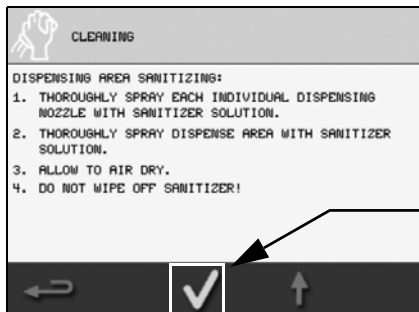 CLEANING
DISPENSING AREA SANITIZING:
1. THOROUGHLY SPRAY EACH INDIVIDUAL DISPENSING
NOZZLE WITH SANITIZER SOLUTION.
2. THOROUGHLY SPRAY DISPENSE AREA WITH SANITIZER
SOLUTION.
3. ALLOW TO AIR DRY.
4. DO NOT WIPE OFF SANITIZER!